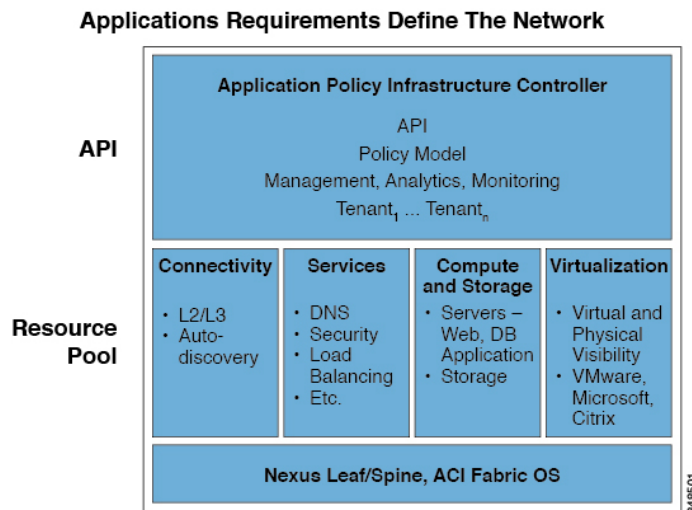 Applications Requirements Define The Network
API
Application Policy Infrastructure Controller
API
Policy Model
Management, Analytics, Monitoring
Tenant1 ... Tenantn
Resource
Pool
Connectivity
• L2/L3
• Auto-
discovery
Services
• DNS
• Security
• Load
Balancing
• Etc.
Compute
and Storage
• Servers –
Web, DB
Application
• Storage
Virtualization
• Virtual and
Physical
Visibility
• VMware,
Microsoft,
Citrix
Nexus Leaf/Spine, ACI Fabric OS